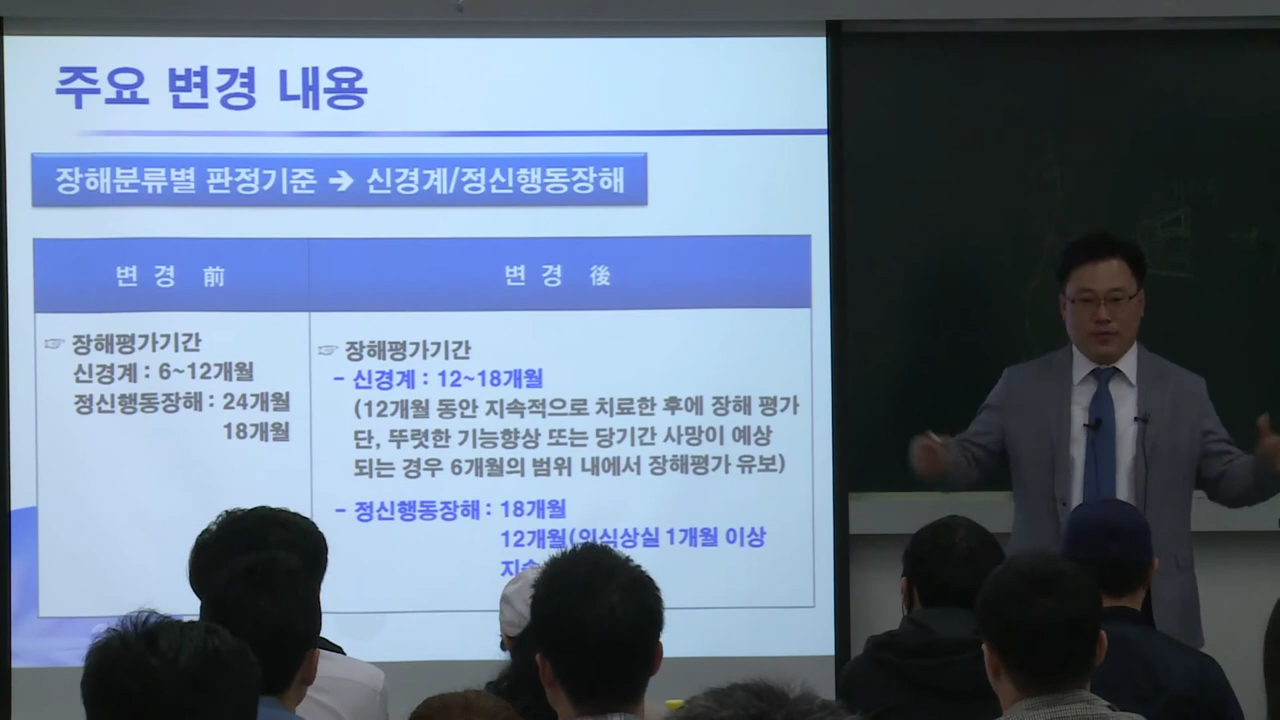 주요 변경 내용
장해분류별 판정기준 → 신경계/정신행동장해
변 경 前
변 경 後
☞ 장해평가기간
신경계 : 6~12개월
정신행동장해 : 24개월
18개월
☞ 장해평가기간
- 신경계 : 12~18개월
(12개월 동안 지속적으로 치료한 후에 장해 평가
단, 뚜렷한 기능향상 또는 당기간 사망이 예상
되는 경우 6개월의 범위 내에서 장해평가 유보)
- 정신행동장해 : 18개월
12개월(의식상실 1개월 이상